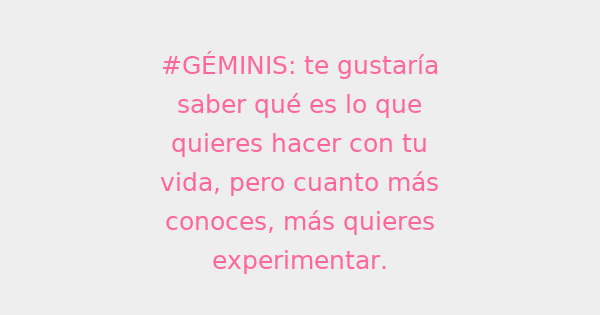 #GÉMINIS: te gustaría
saber qué es lo que
quieres hacer con tu
vida, pero cuanto más
conoces, más quieres
experimentar.